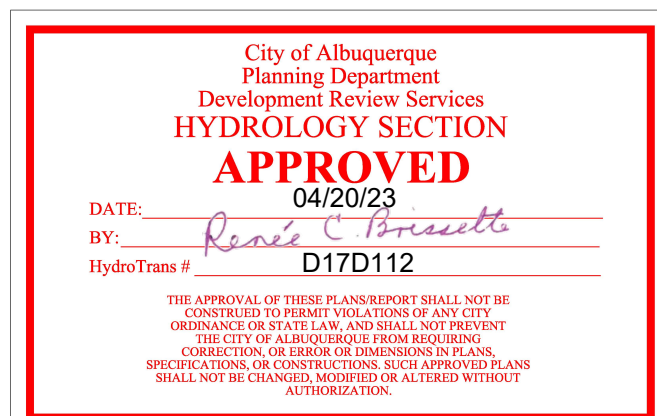 City of Albuquerque
Planning Department
Development Review Services
HYDROLOGY SECTION
APPROVED
DATE: 04/20/23
BY: Renée C. Brissette
HydroTrans # D17D112
THE APPROVAL OF THESE PLANS/REPORT SHALL NOT BE
CONSTRUED TO PERMIT VIOLATIONS OF ANY CITY
ORDINANCE OR STATE LAW, AND SHALL NOT PREVENT
THE CITY OF ALBUQUERQUE FROM REQUIRING
CORRECTION, OR ERROR OR DIMENSIONS IN PLANS,
SPECIFICATIONS, OR CONSTRUCTIONS. SUCH APPROVED PLANS
SHALL NOT BE CHANGED, MODIFIED OR ALTERED WITHOUT
AUTHORIZATION.